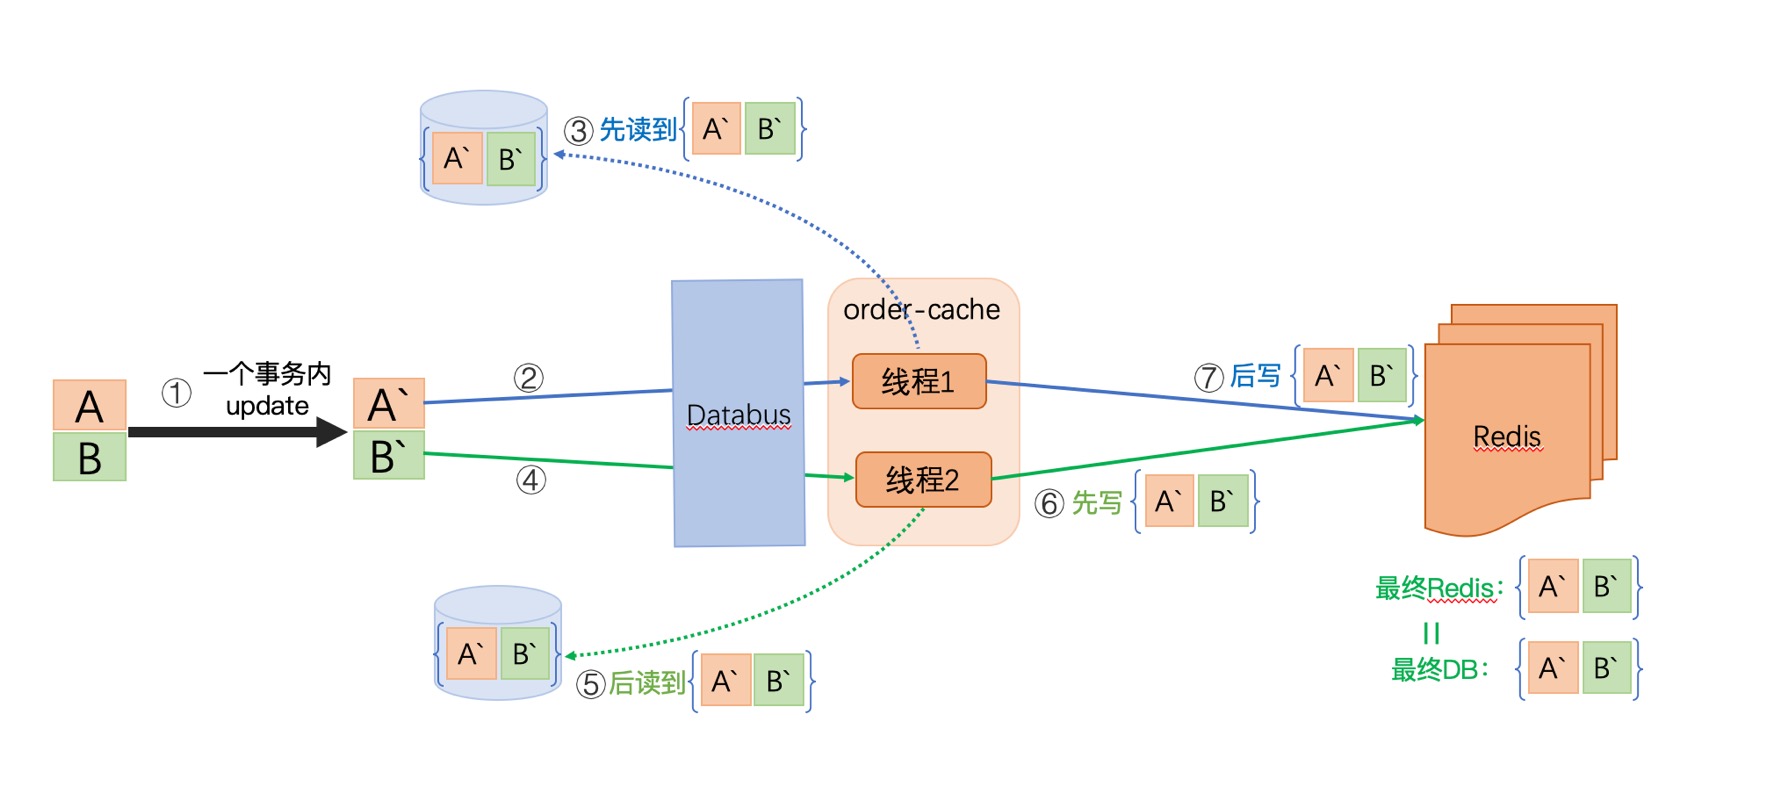 A` B`
③ 先读到 A` B`
order-cache
A
B
① 一个事务内
update
A`
B`
②
④
Databus
线程1
线程2
⑦ 后写 A` B`
⑥ 先写 A` B`
Redis
A` B`
⑤ 后读到 A` B`
最终Redis: A` B`
=
最终DB: A` B`